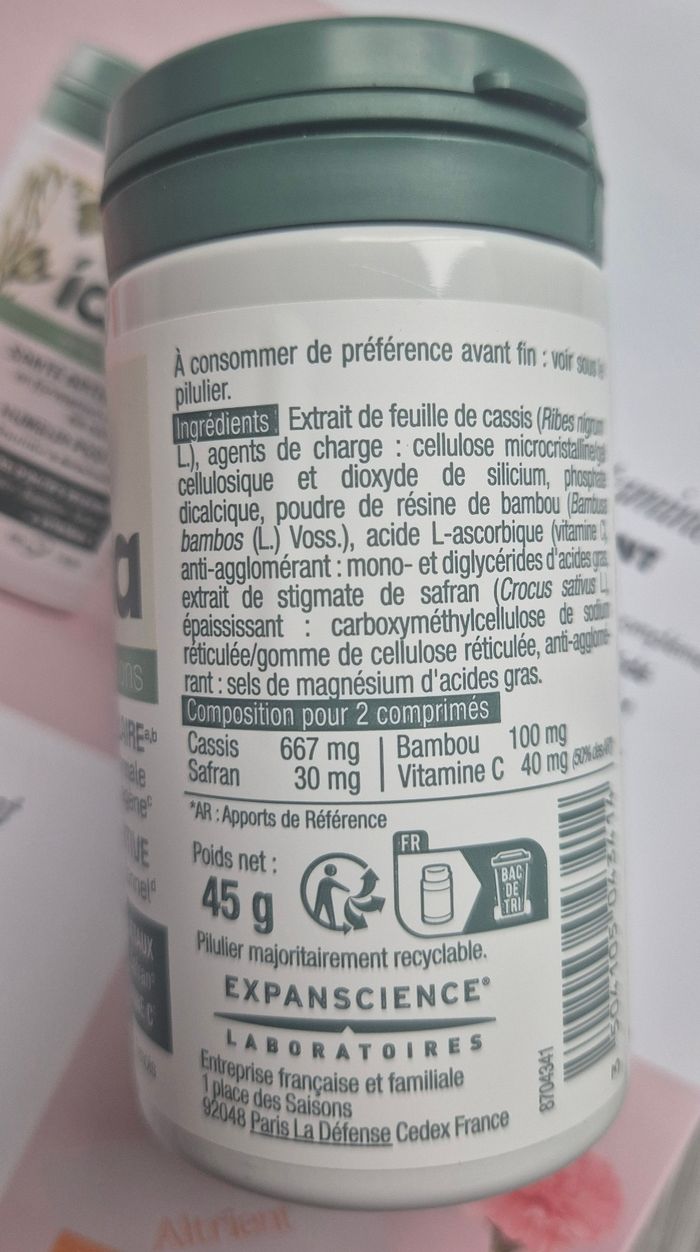 À consommer de préférence avant fin : voir sous le
pilulier.
Ingrédients : Extrait de feuille de cassis (Ribes nigrum
L.), agents de charge : cellulose microcristalline/gel
cellulosique et dioxyde de silicium, phosphate
dicalcique, poudre de résine de bambou (Bambusa
bambos (L.) Voss.), acide L-ascorbique (vitamine C),
anti-agglomérant : mono- et diglycérides d'acides gras,
extrait de stigmate de safran (Crocus sativus L.),
épaississant : carboxyméthylcellulose de sodium
réticulée/gomme de cellulose réticulée, anti-agglomé-
rant : sels de magnésium d'acides gras.
Composition pour 2 comprimés
Cassis 667 mg | Bambou 100 mg
Safran 30 mg | Vitamine C 40 mg (50% des AR*)
*AR : Apports de Référence
Poids net :
45 g
FR
BAC
DE
TRI
Pilulier majoritairement recyclable.
EXPANSCIENCE®
LABORATOIRES
Entreprise française et familiale
1 place des Saisons
92048 Paris La Défense Cedex France
8704341
a
ons
AIRE a,b
Altrient